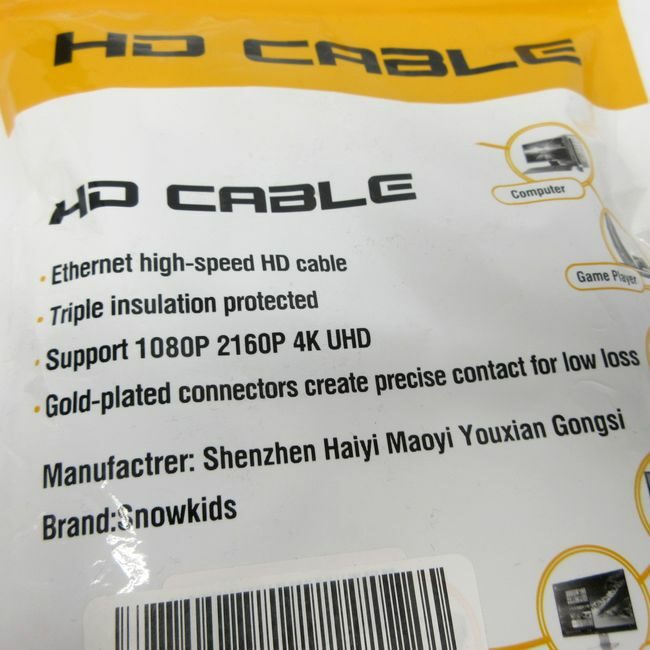 HD CABLE
HD CABLE
Computer
· Ethernet high-speed HD cable
Game Player
· Triple insulation protected
· Support 1080P 2160P 4K UHD
· Gold-plated connectors create precise contact for low loss
Manufactrer: Shenzhen Haiyi Maoyi Youxian Gongsi
Brand:Snowkids